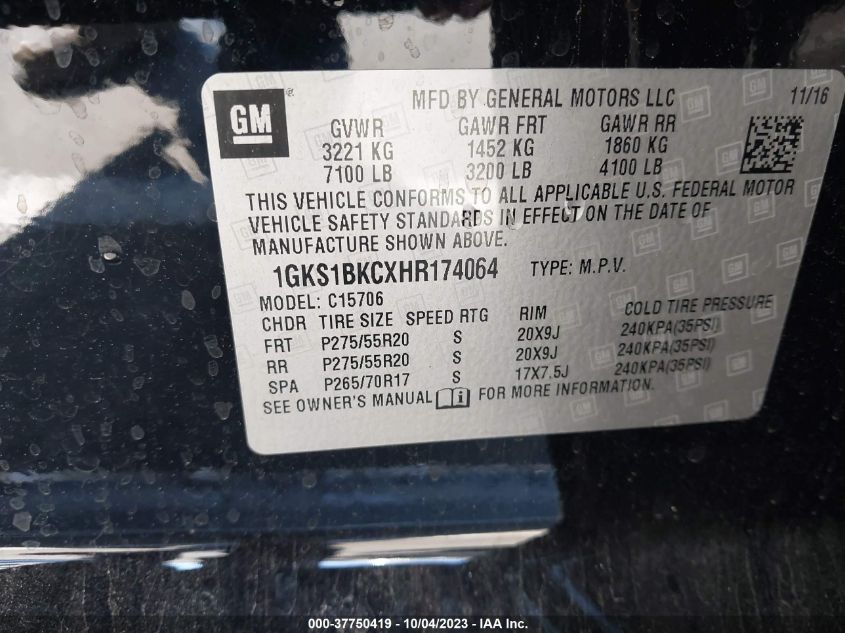 GM ®
MFD BY GENERAL MOTORS LLC 11/16
GVWR GAWR FRT GAWR RR
3221 KG 1452 KG 1860 KG
7100 LB 3200 LB 4100 LB
THIS VEHICLE CONFORMS TO ALL APPLICABLE U.S. FEDERAL MOTOR
VEHICLE SAFETY STANDARDS IN EFFECT ON THE DATE OF
MANUFACTURE SHOWN ABOVE.
1GKS1BKCXHR174064 TYPE: M.P.V.
MODEL: C15706
CHDR TIRE SIZE SPEED RTG RIM COLD TIRE PRESSURE
FRT P275/55R20 S 20X9J 240KPA(35PSI)
RR P275/55R20 S 20X9J 240KPA(35PSI)
SPA P265/70R17 S 17X7.5J 240KPA(35PSI)
SEE OWNER'S MANUAL i FOR MORE INFORMATION.
000-37750419 - 10/04/2023 - IAA Inc.